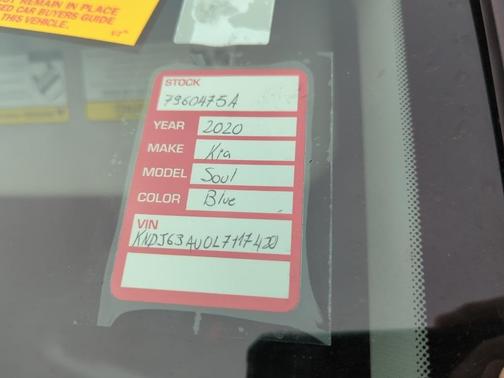 REMAIN IN PLACE
USED CAR BUYERS GUIDE
THIS VEHICLE.
STOCK
7960475A
YEAR 2020
MAKE Kia
MODEL Soul
COLOR Blue
VIN
KNDJ63AU0L7117420